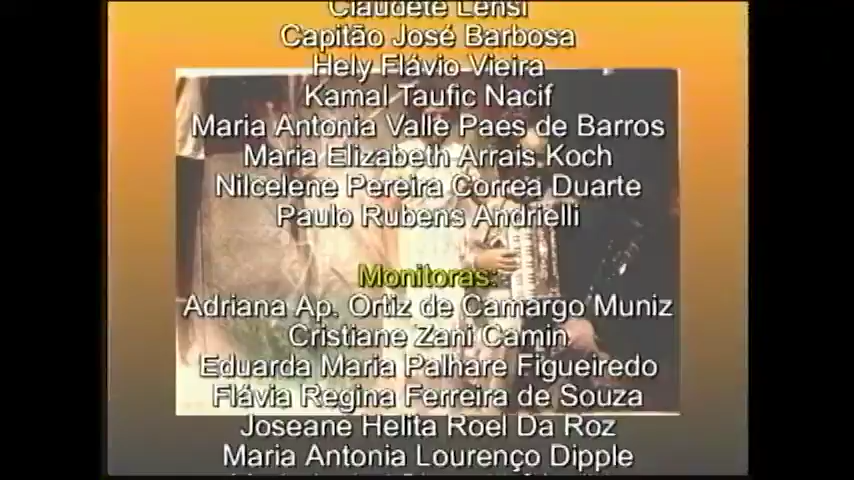 Claudete Lensi
Capitão José Barbosa
Hely Flávio Vieira
Kamal Taufic Nacif
Maria Antonia Valle Paes de Barros
Maria Elizabeth Arrais Koch
Nilcelene Pereira Correa Duarte
Paulo Rubens Andrielli
Monitoras:
Adriana Ap. Ortiz de Camargo Muniz
Cristiane Zani Camin
Eduarda Maria Palhare Figueiredo
Flávia Regina Ferreira de Souza
Joseane Helita Roel Da Roz
Maria Antonia Lourenço Dipple